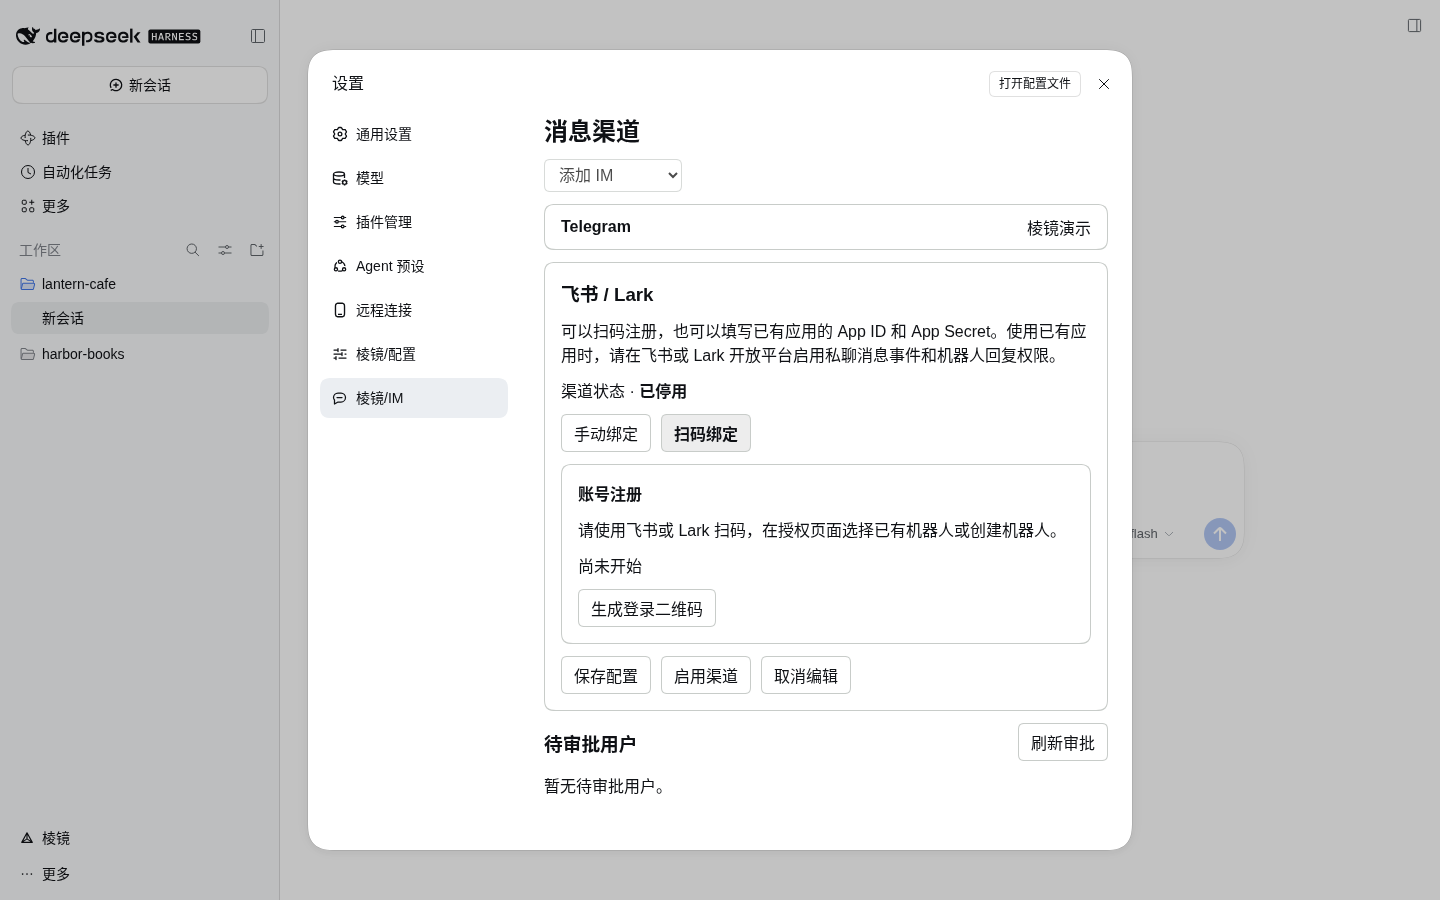 deepseek HARNESS
新会话
插件
自动化任务
更多
工作区
lantern-cafe
新会话
harbor-books
棱镜
更多
设置
打开配置文件
通用设置
模型
插件管理
Agent 预设
远程连接
棱镜/配置
棱镜/IM
消息渠道
添加 IM
Telegram
棱镜演示
飞书 / Lark
可以扫码注册，也可以填写已有应用的 App ID 和 App Secret。使用已有应
用时，请在飞书或 Lark 开放平台启用私聊消息事件和机器人回复权限。
渠道状态 · 已停用
手动绑定
扫码绑定
账号注册
请使用飞书或 Lark 扫码，在授权页面选择已有机器人或创建机器人。
尚未开始
生成登录二维码
保存配置
启用渠道
取消编辑
待审批用户
刷新审批
暂无待审批用户。
flash